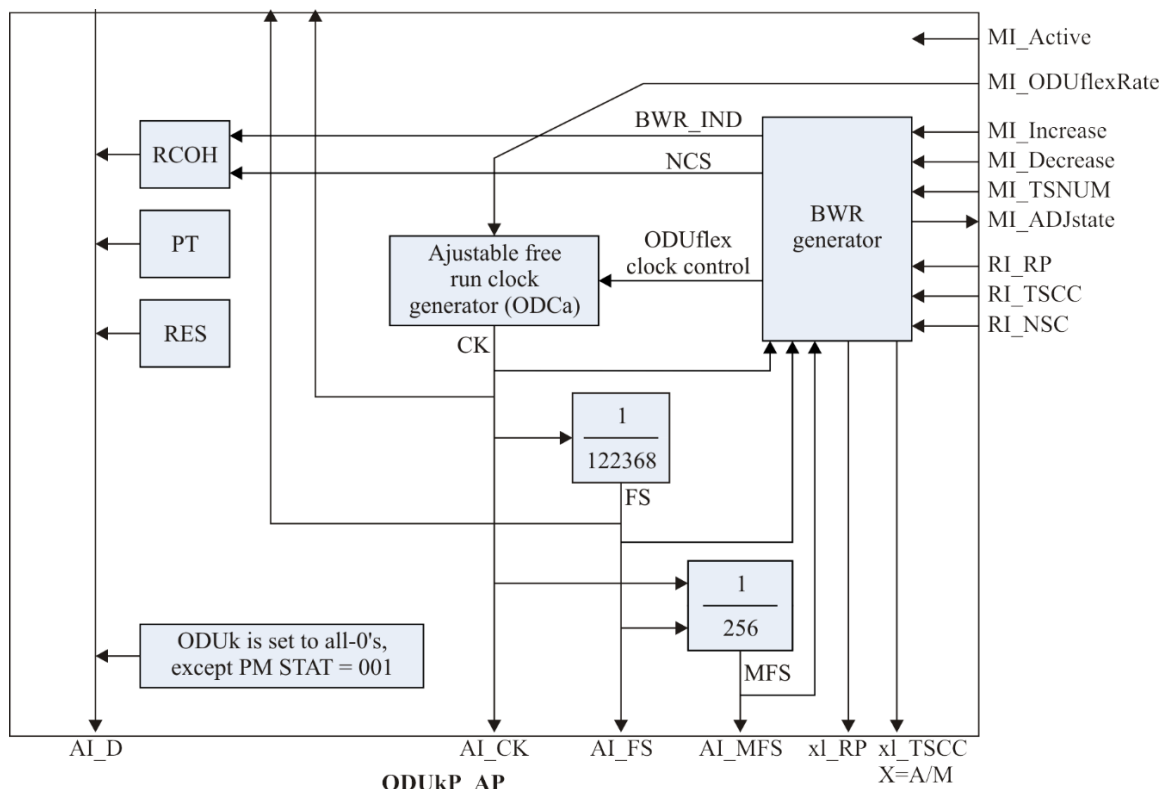 MI_Active
MI_ODUflexRate
BWR_IND
MI_Increase
RCOH
NCS
MI_Decrease
MI_TSNUM
BWR
generator
MI_ADJstate
PT
ODUflex
clock control
Ajustable free
run clock
generator (ODCa)
RI_RP
RI_TSCC
RI_NSC
RES
CK
1
122368
FS
1
256
ODUk is set to all-0's,
except PM STAT = 001
MFS
AI_D
AI_CK
AI_FS
AI_MFS
xl_RP
xl_TSCC
X=A/M
ODUkP_AP